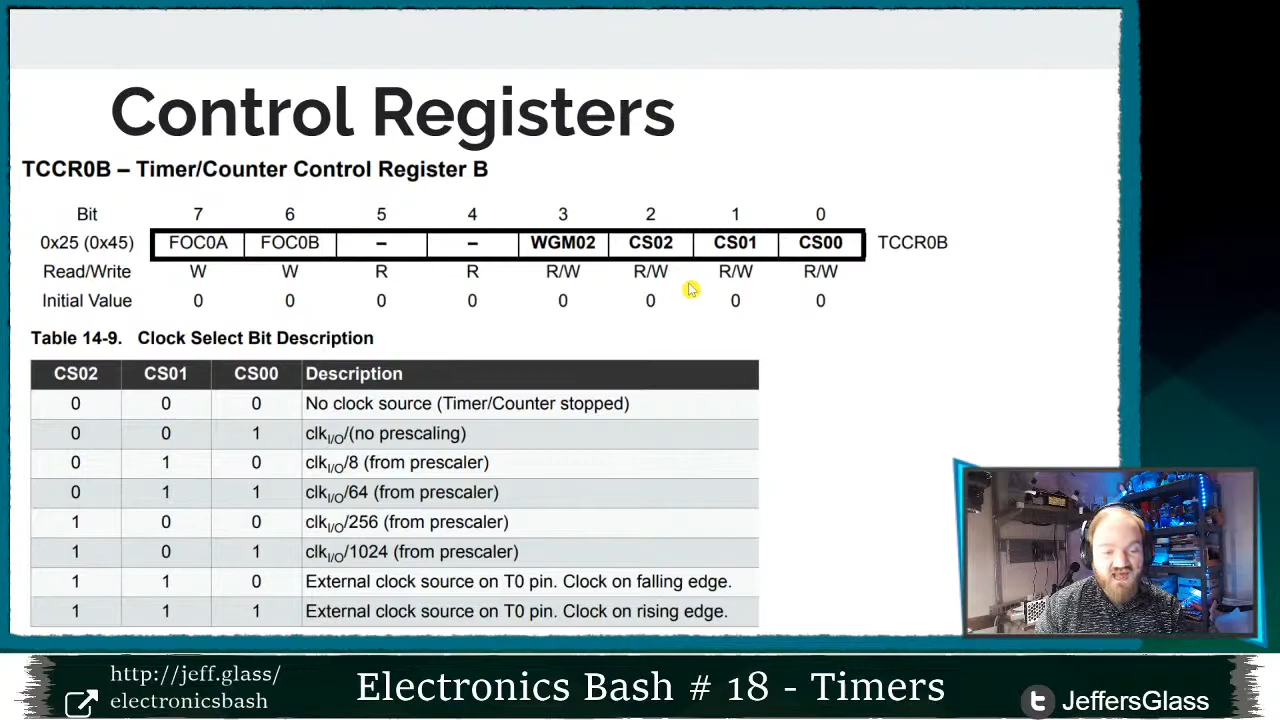 Control Registers
TCCR0B – Timer/Counter Control Register B
Bit 7 6 5 4 3 2 1 0
0x25 (0x45) FOC0A FOC0B – – WGM02 CS02 CS01 CS00 TCCR0B
Read/Write W W R R R/W R/W R/W R/W
Initial Value 0 0 0 0 0 0 0 0
Table 14-9. Clock Select Bit Description
CS02 CS01 CS00 Description
0 0 0 No clock source (Timer/Counter stopped)
0 0 1 clkI/O/(no prescaling)
0 1 0 clkI/O/8 (from prescaler)
0 1 1 clkI/O/64 (from prescaler)
1 0 0 clkI/O/256 (from prescaler)
1 0 1 clkI/O/1024 (from prescaler)
1 1 0 External clock source on T0 pin. Clock on falling edge.
1 1 1 External clock source on T0 pin. Clock on rising edge.
http://jeff.glass/
electronicsbash
Electronics Bash # 18 - Timers
JeffersGlass